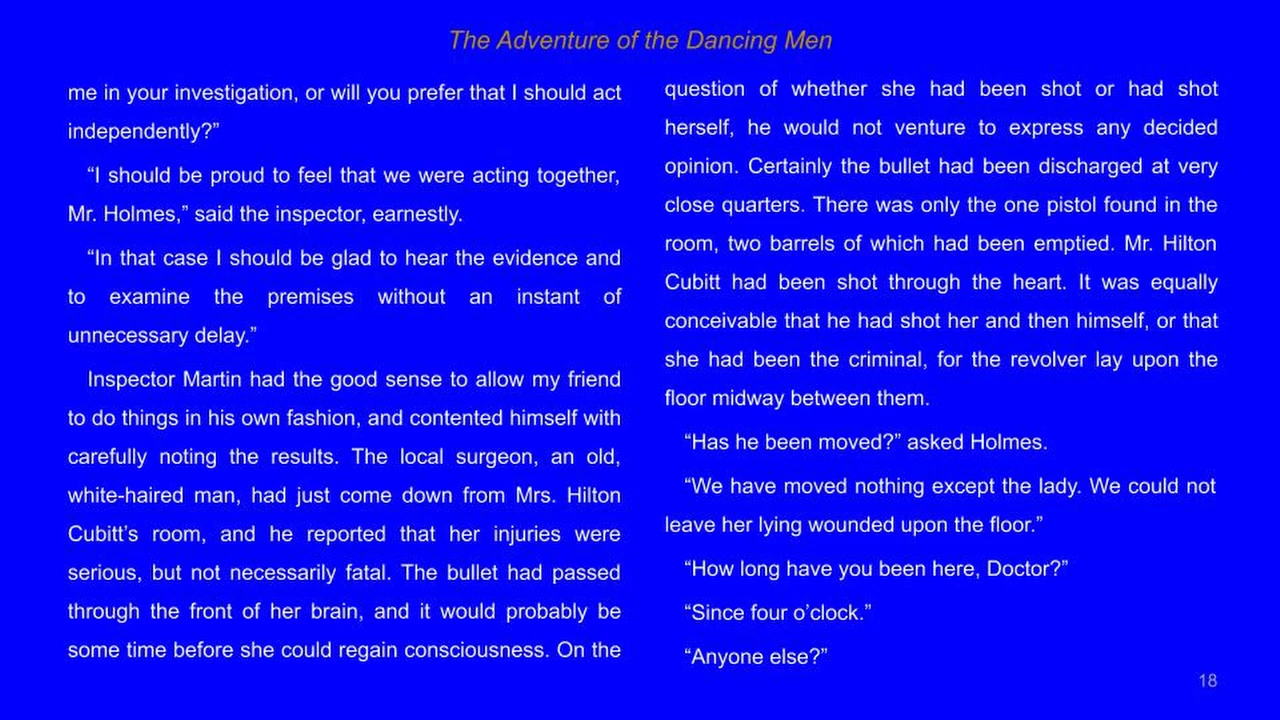 The Adventure of the Dancing Men
me in your investigation, or will you prefer that I should act
independently?”
“I should be proud to feel that we were acting together,
Mr. Holmes,” said the inspector, earnestly.
“In that case I should be glad to hear the evidence and
to examine the premises without an instant of
unnecessary delay.”
Inspector Martin had the good sense to allow my friend
to do things in his own fashion, and contented himself with
carefully noting the results. The local surgeon, an old,
white-haired man, had just come down from Mrs. Hilton
Cubitt’s room, and he reported that her injuries were
serious, but not necessarily fatal. The bullet had passed
through the front of her brain, and it would probably be
some time before she could regain consciousness. On the
question of whether she had been shot or had shot
herself, he would not venture to express any decided
opinion. Certainly the bullet had been discharged at very
close quarters. There was only the one pistol found in the
room, two barrels of which had been emptied. Mr. Hilton
Cubitt had been shot through the heart. It was equally
conceivable that he had shot her and then himself, or that
she had been the criminal, for the revolver lay upon the
floor midway between them.
“Has he been moved?” asked Holmes.
“We have moved nothing except the lady. We could not
leave her lying wounded upon the floor.”
“How long have you been here, Doctor?”
“Since four o’clock.”
“Anyone else?”
18